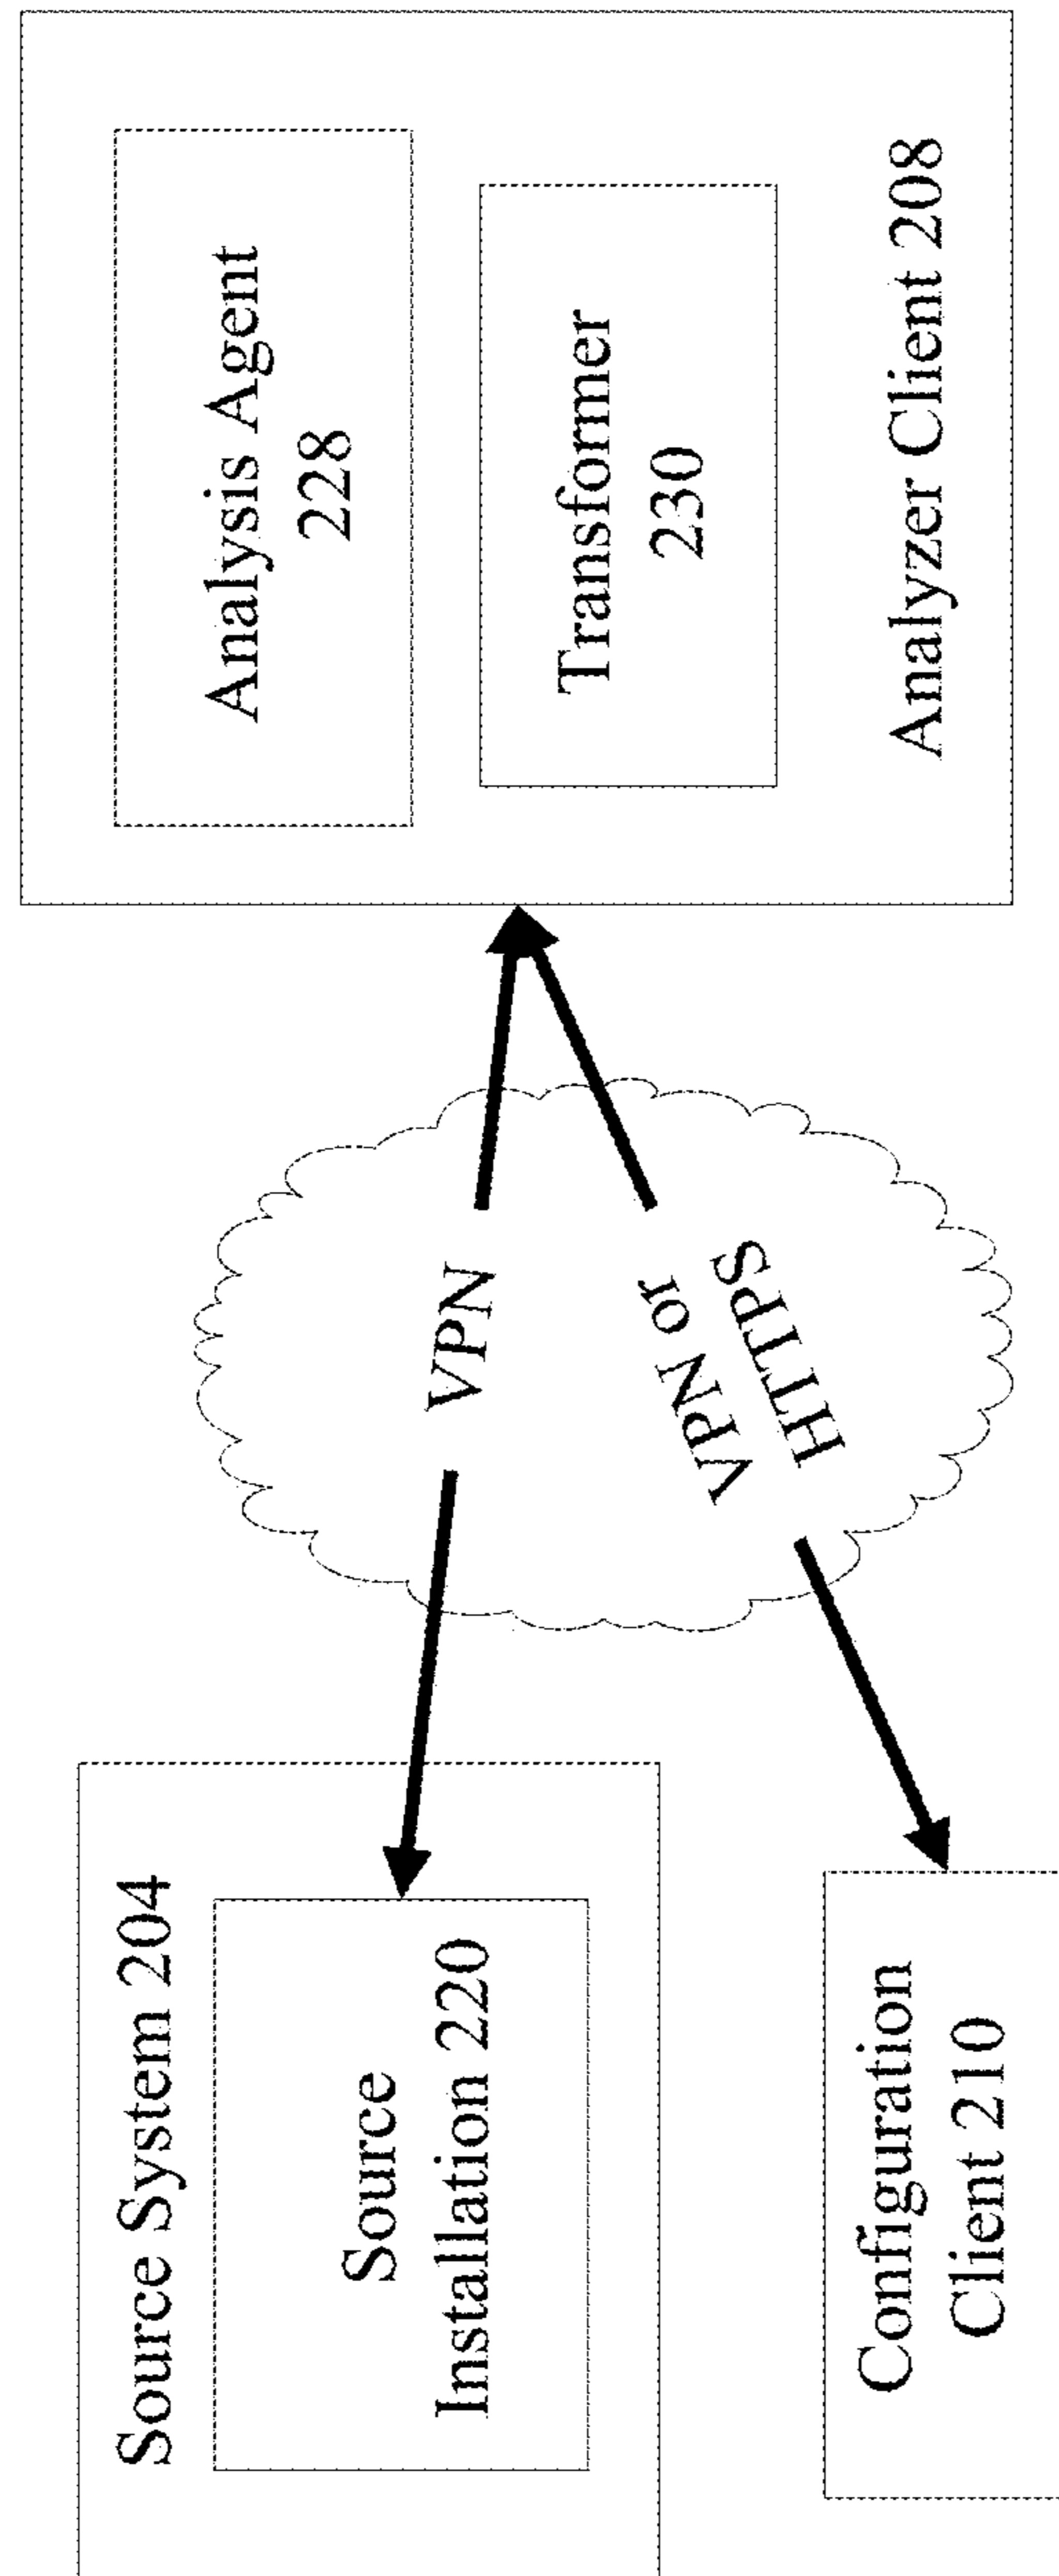 Source System 204
Source
Installation 220
Configuration
Client 210
VPN
VPN or
HTTPS
Analysis Agent
228
Transformer
230
Analyzer Client 208